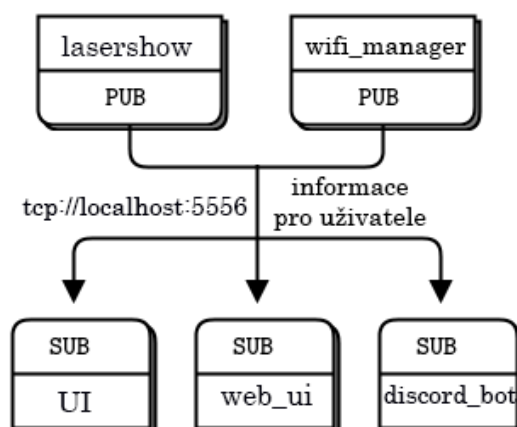 lasershow
wifi_manager
PUB
PUB
tcp://localhost:5556
informace
pro uživatele
SUB
SUB
SUB
UI
web_ui
discord_bot